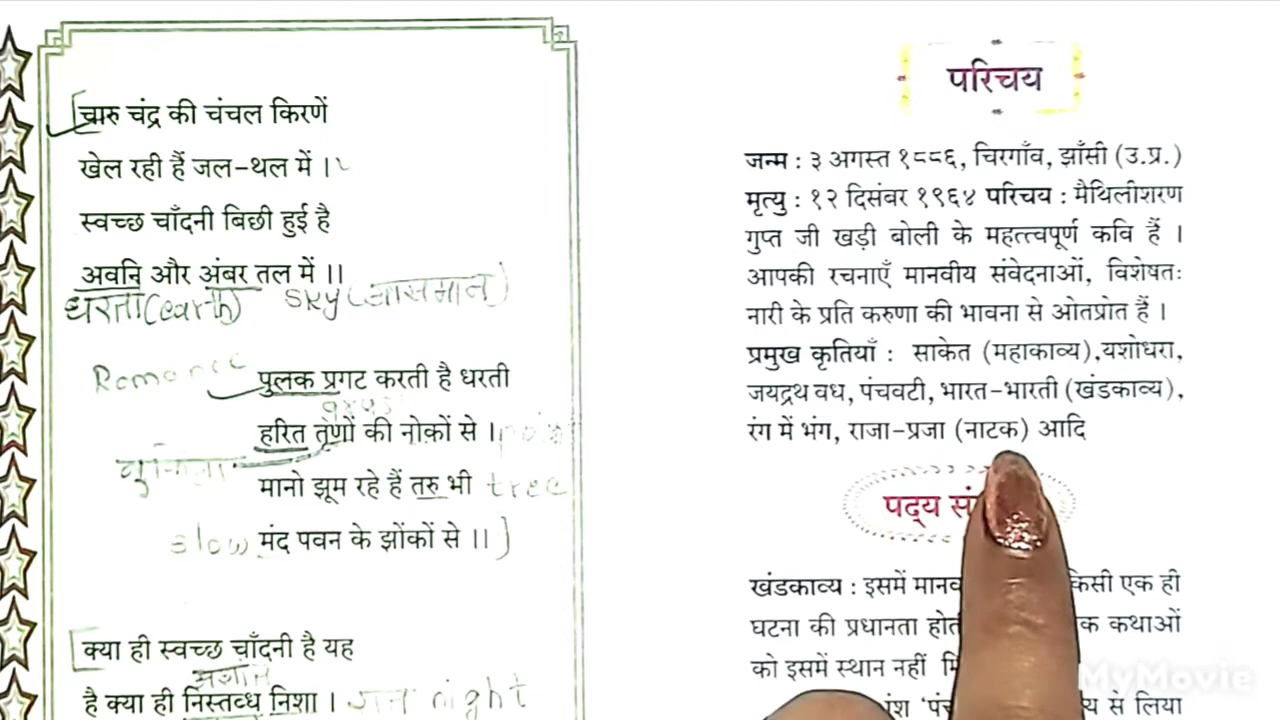 चारु चंद्र की चंचल किरणें
खेल रही हैं जल-थल में ।
स्वच्छ चाँदनी बिछी हुई है
अवनि और अंबर तल में ।।
धरती (earth) sky (आसमान)
Romance
पुलक प्रगट करती है धरती
हरित तृणों की नोकों से ।
मानो झूम रहे हैं तरु भी tree
slow मंद पवन के झोंकों से ।।
क्या ही स्वच्छ चाँदनी है यह
है क्या ही निस्तब्ध निशा । night
परिचय
जन्म : ३ अगस्त १८८६, चिरगाँव, झाँसी (उ.प्र.)
मृत्यु : १२ दिसंबर १९६४ परिचय : मैथिलीशरण
गुप्त जी खड़ी बोली के महत्त्वपूर्ण कवि हैं ।
आपकी रचनाएँ मानवीय संवेदनाओं, विशेषतः
नारी के प्रति करुणा की भावना से ओतप्रोत हैं ।
प्रमुख कृतियाँ : साकेत (महाकाव्य),यशोधरा,
जयद्रथ वध, पंचवटी, भारत-भारती (खंडकाव्य),
रंग में भंग, राजा-प्रजा (नाटक) आदि
पद्य
खंडकाव्य : इसमें किसी एक ही
घटना की प्रधानता कथाओं
को इसमें स्थान नहीं
से लिया
MyMovie